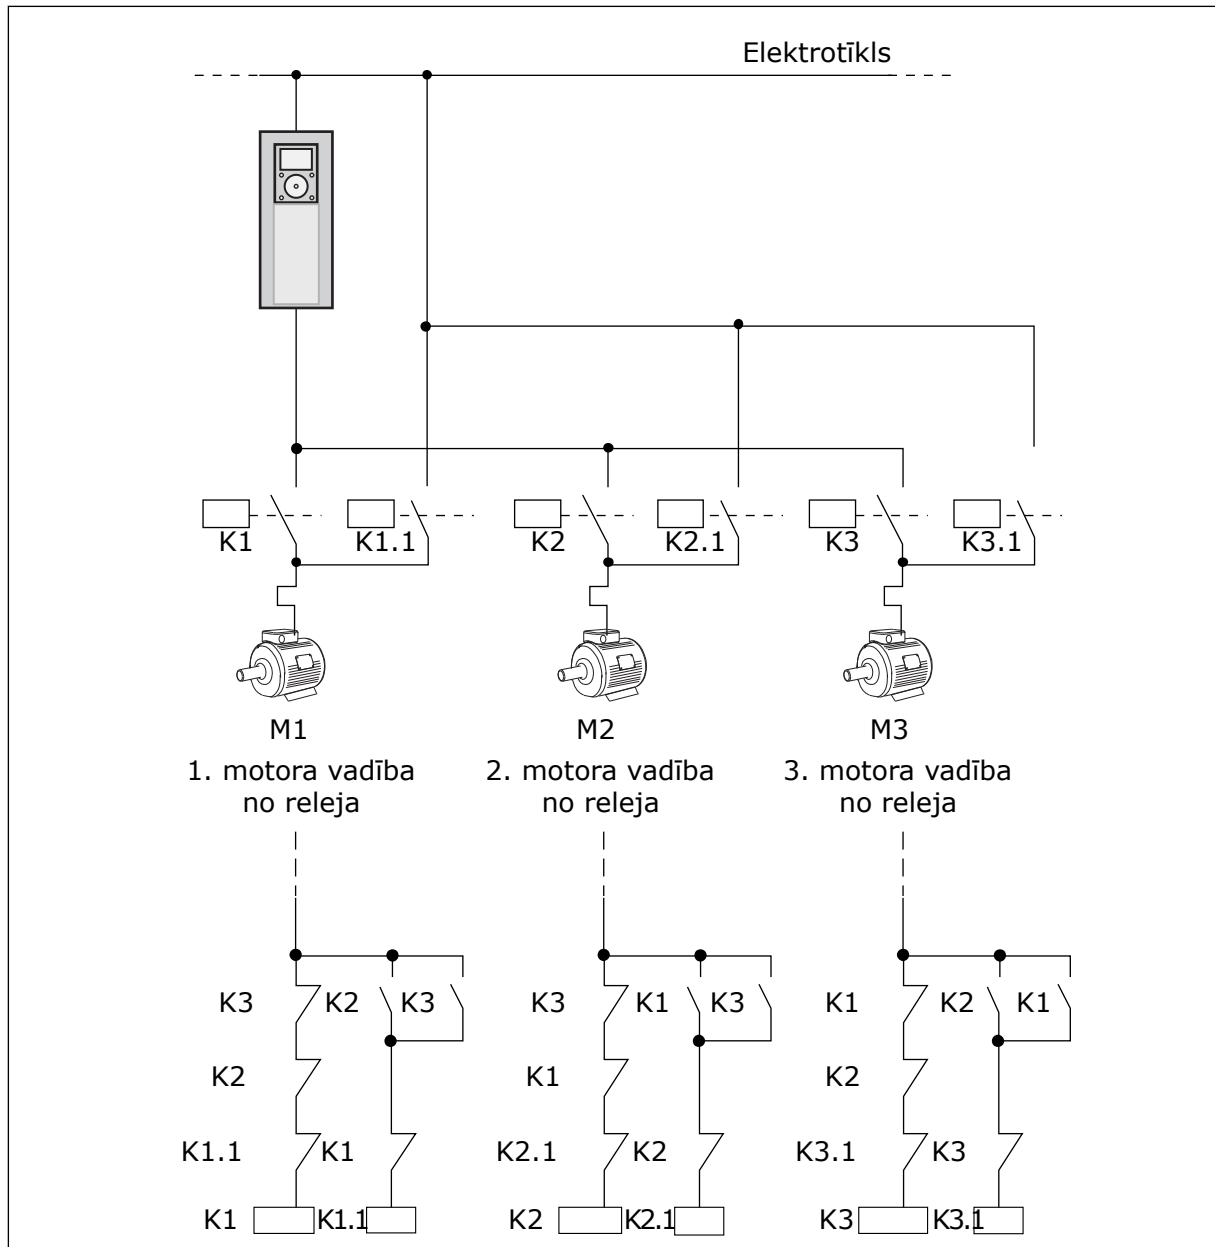 Elektrotīkls
K1 K1.1 K2 K2.1 K3 K3.1
M1 M2 M3
1. motora vadība 2. motora vadība 3. motora vadība
no releja no releja no releja
K3 K2 K3 K3 K1 K3 K1 K2 K1
K2 K1 K2
K1.1 K1 K2.1 K2 K3.1 K3
K1 K1.1 K2 K2.1 K3 K3.1